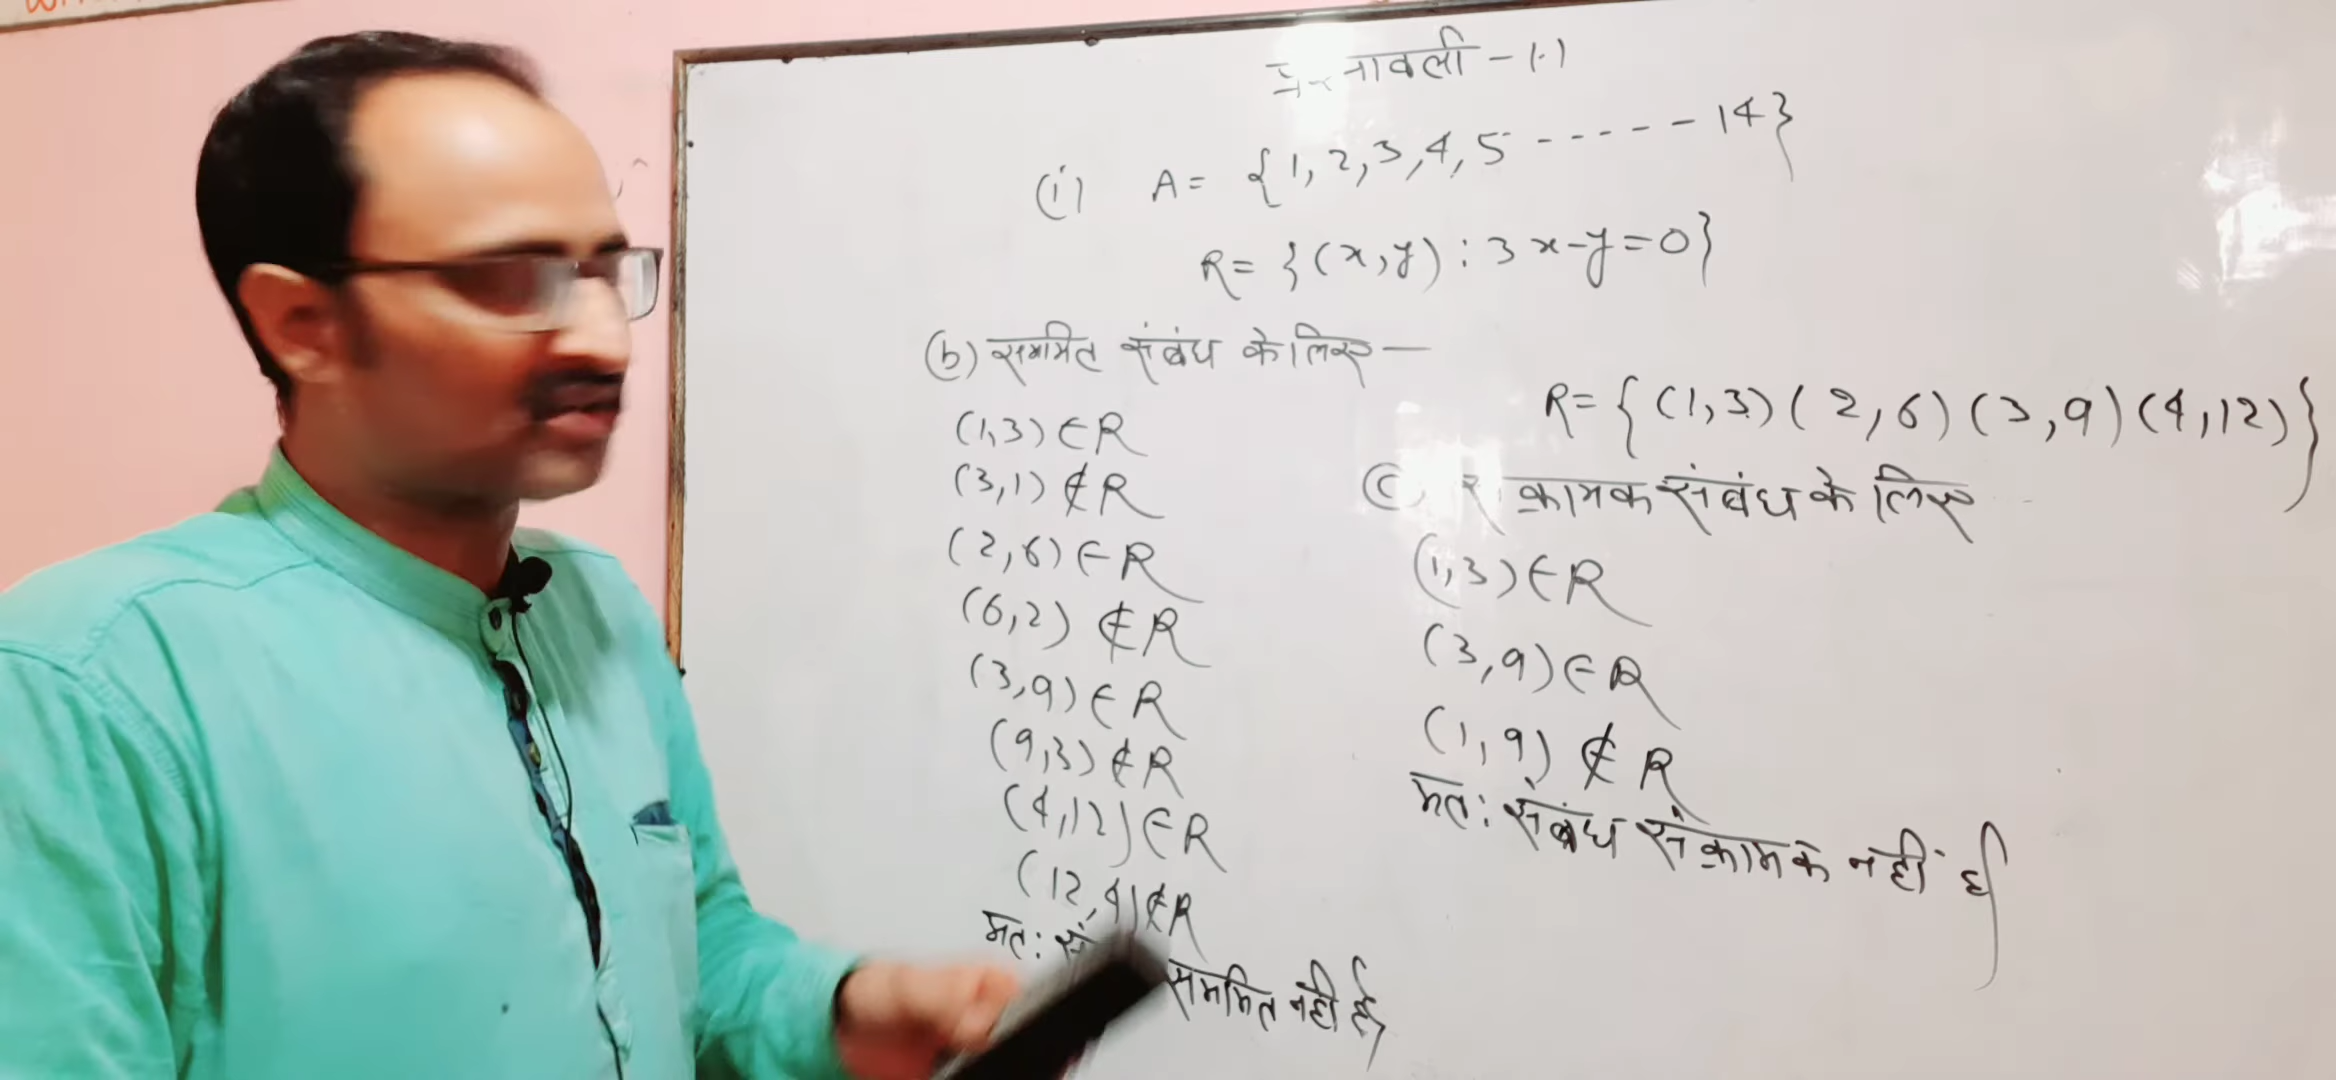 प्रश्नावली - 1.1
(i) A = {1, 2, 3, 4, 5 ----- 14}
R = {(x, y) : 3x-y=0}
(b) सममित संबंध के लिए —
(1,3) ∈ R
(3,1) ∉ R
(2,6) ∈ R
(6,2) ∉ R
(3,9) ∈ R
(9,3) ∉ R
(4,12) ∈ R
(12,4) ∉ R
अत: सममित नहीं है
R = {(1,3) (2,6) (3,9) (4,12)}
(c) संक्रामक संबंध के लिए
(1,3) ∈ R
(3,9) ∈ R
(1,9) ∉ R
अत: संबंध संक्रामक नहीं है